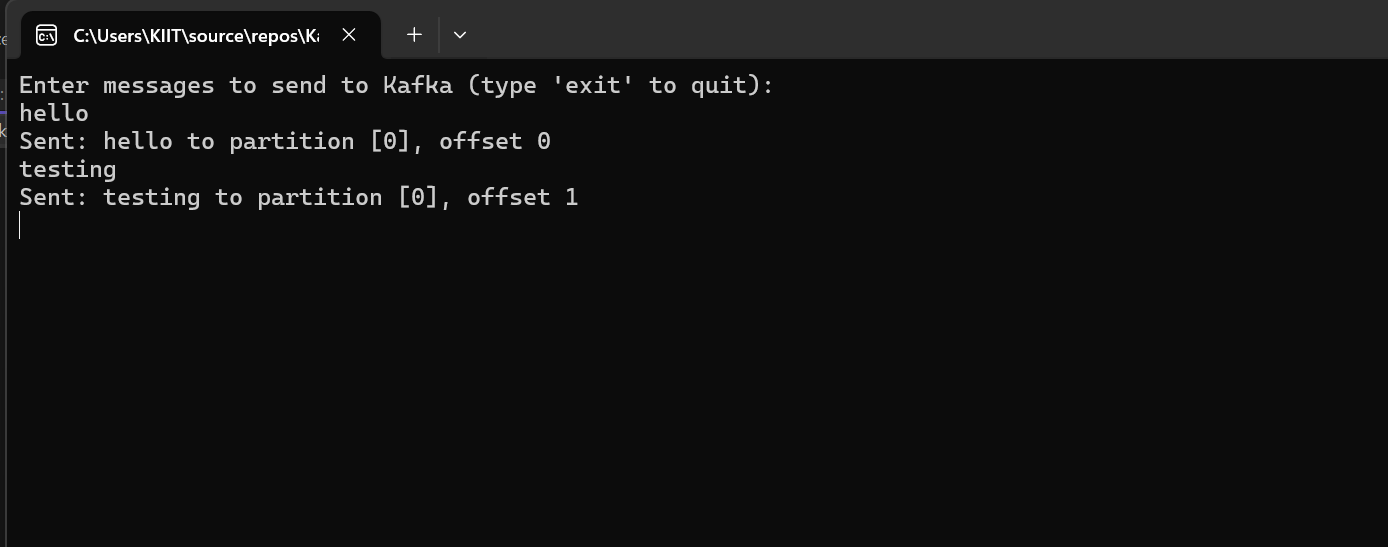 C:\Users\KIIT\source\repos\Ka
Enter messages to send to Kafka (type 'exit' to quit):
hello
Sent: hello to partition [0], offset 0
testing
Sent: testing to partition [0], offset 1